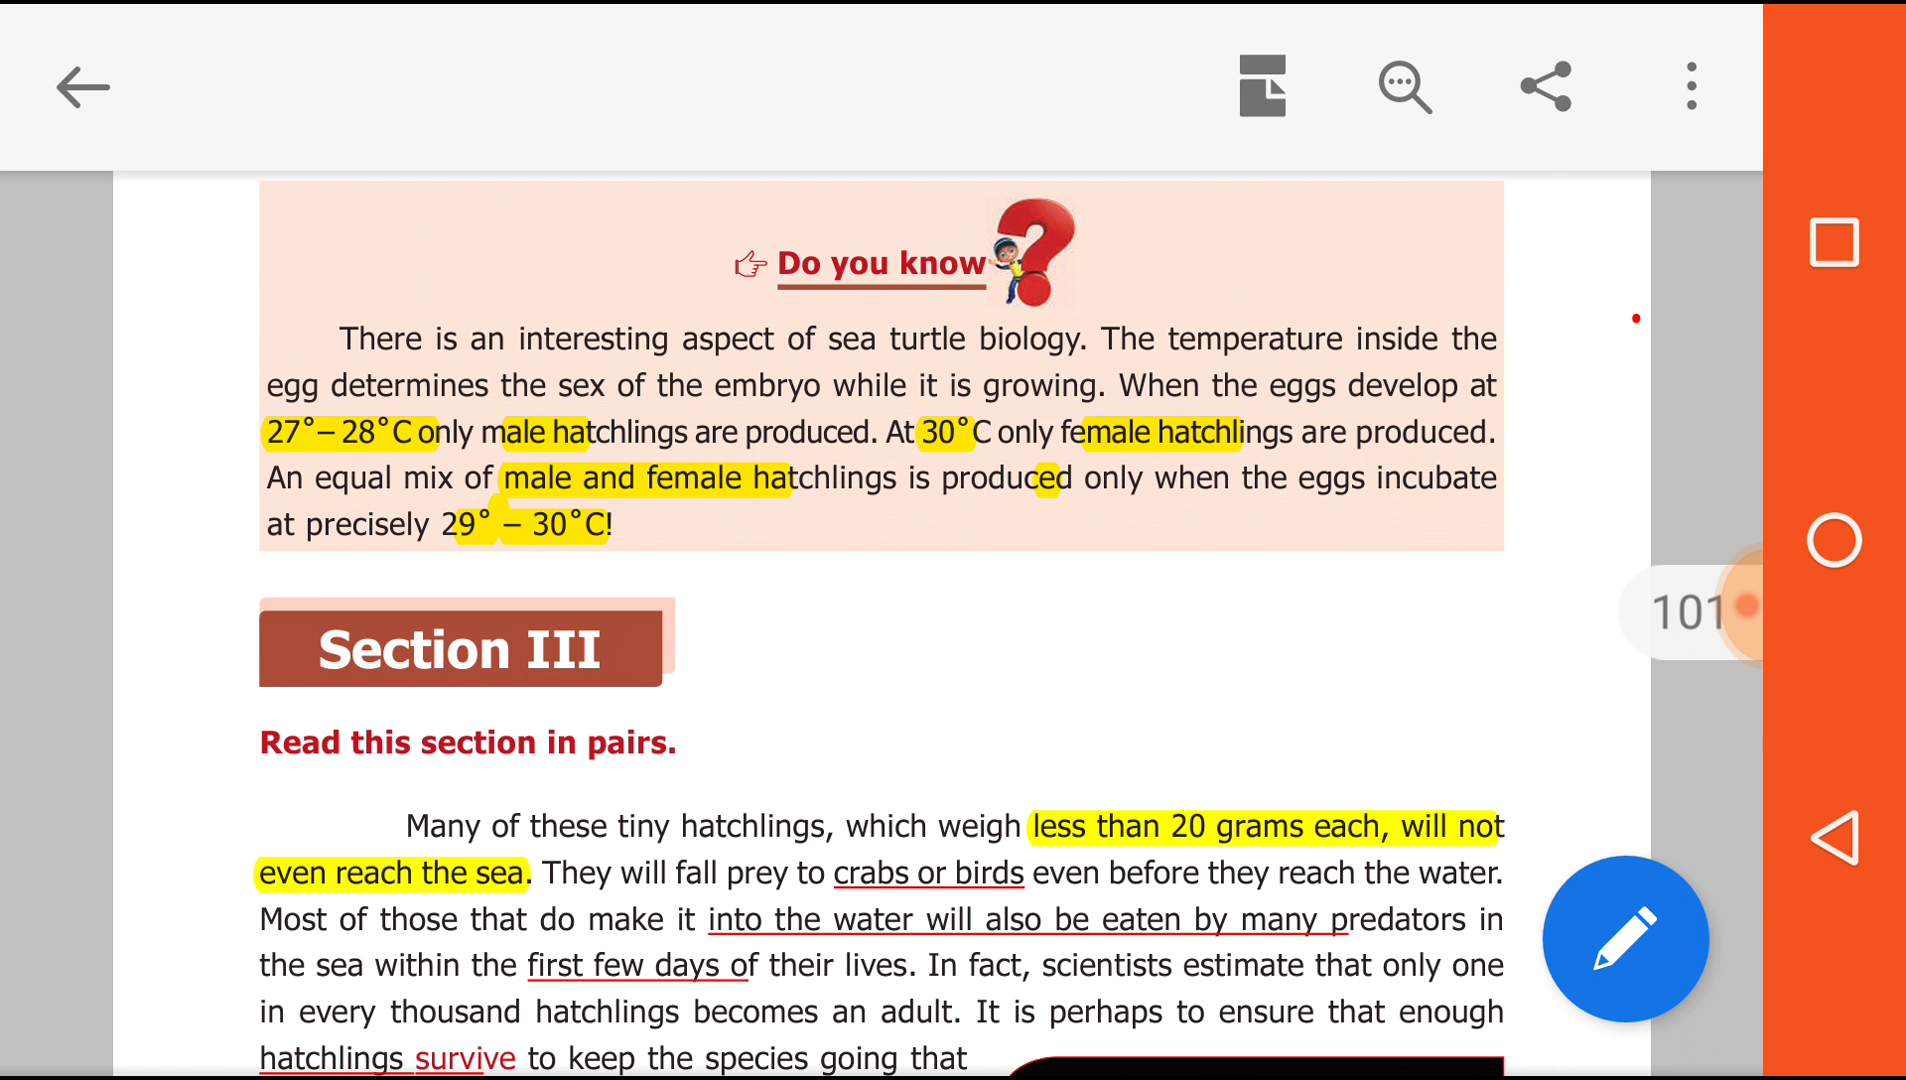 Do you know
There is an interesting aspect of sea turtle biology. The temperature inside the
egg determines the sex of the embryo while it is growing. When the eggs develop at
27°– 28°C only male hatchlings are produced. At 30°C only female hatchlings are produced.
An equal mix of male and female hatchlings is produced only when the eggs incubate
at precisely 29° – 30°C!
101
Section III
Read this section in pairs.
Many of these tiny hatchlings, which weigh less than 20 grams each, will not
even reach the sea. They will fall prey to crabs or birds even before they reach the water.
Most of those that do make it into the water will also be eaten by many predators in
the sea within the first few days of their lives. In fact, scientists estimate that only one
in every thousand hatchlings becomes an adult. It is perhaps to ensure that enough
hatchlings survive to keep the species going that